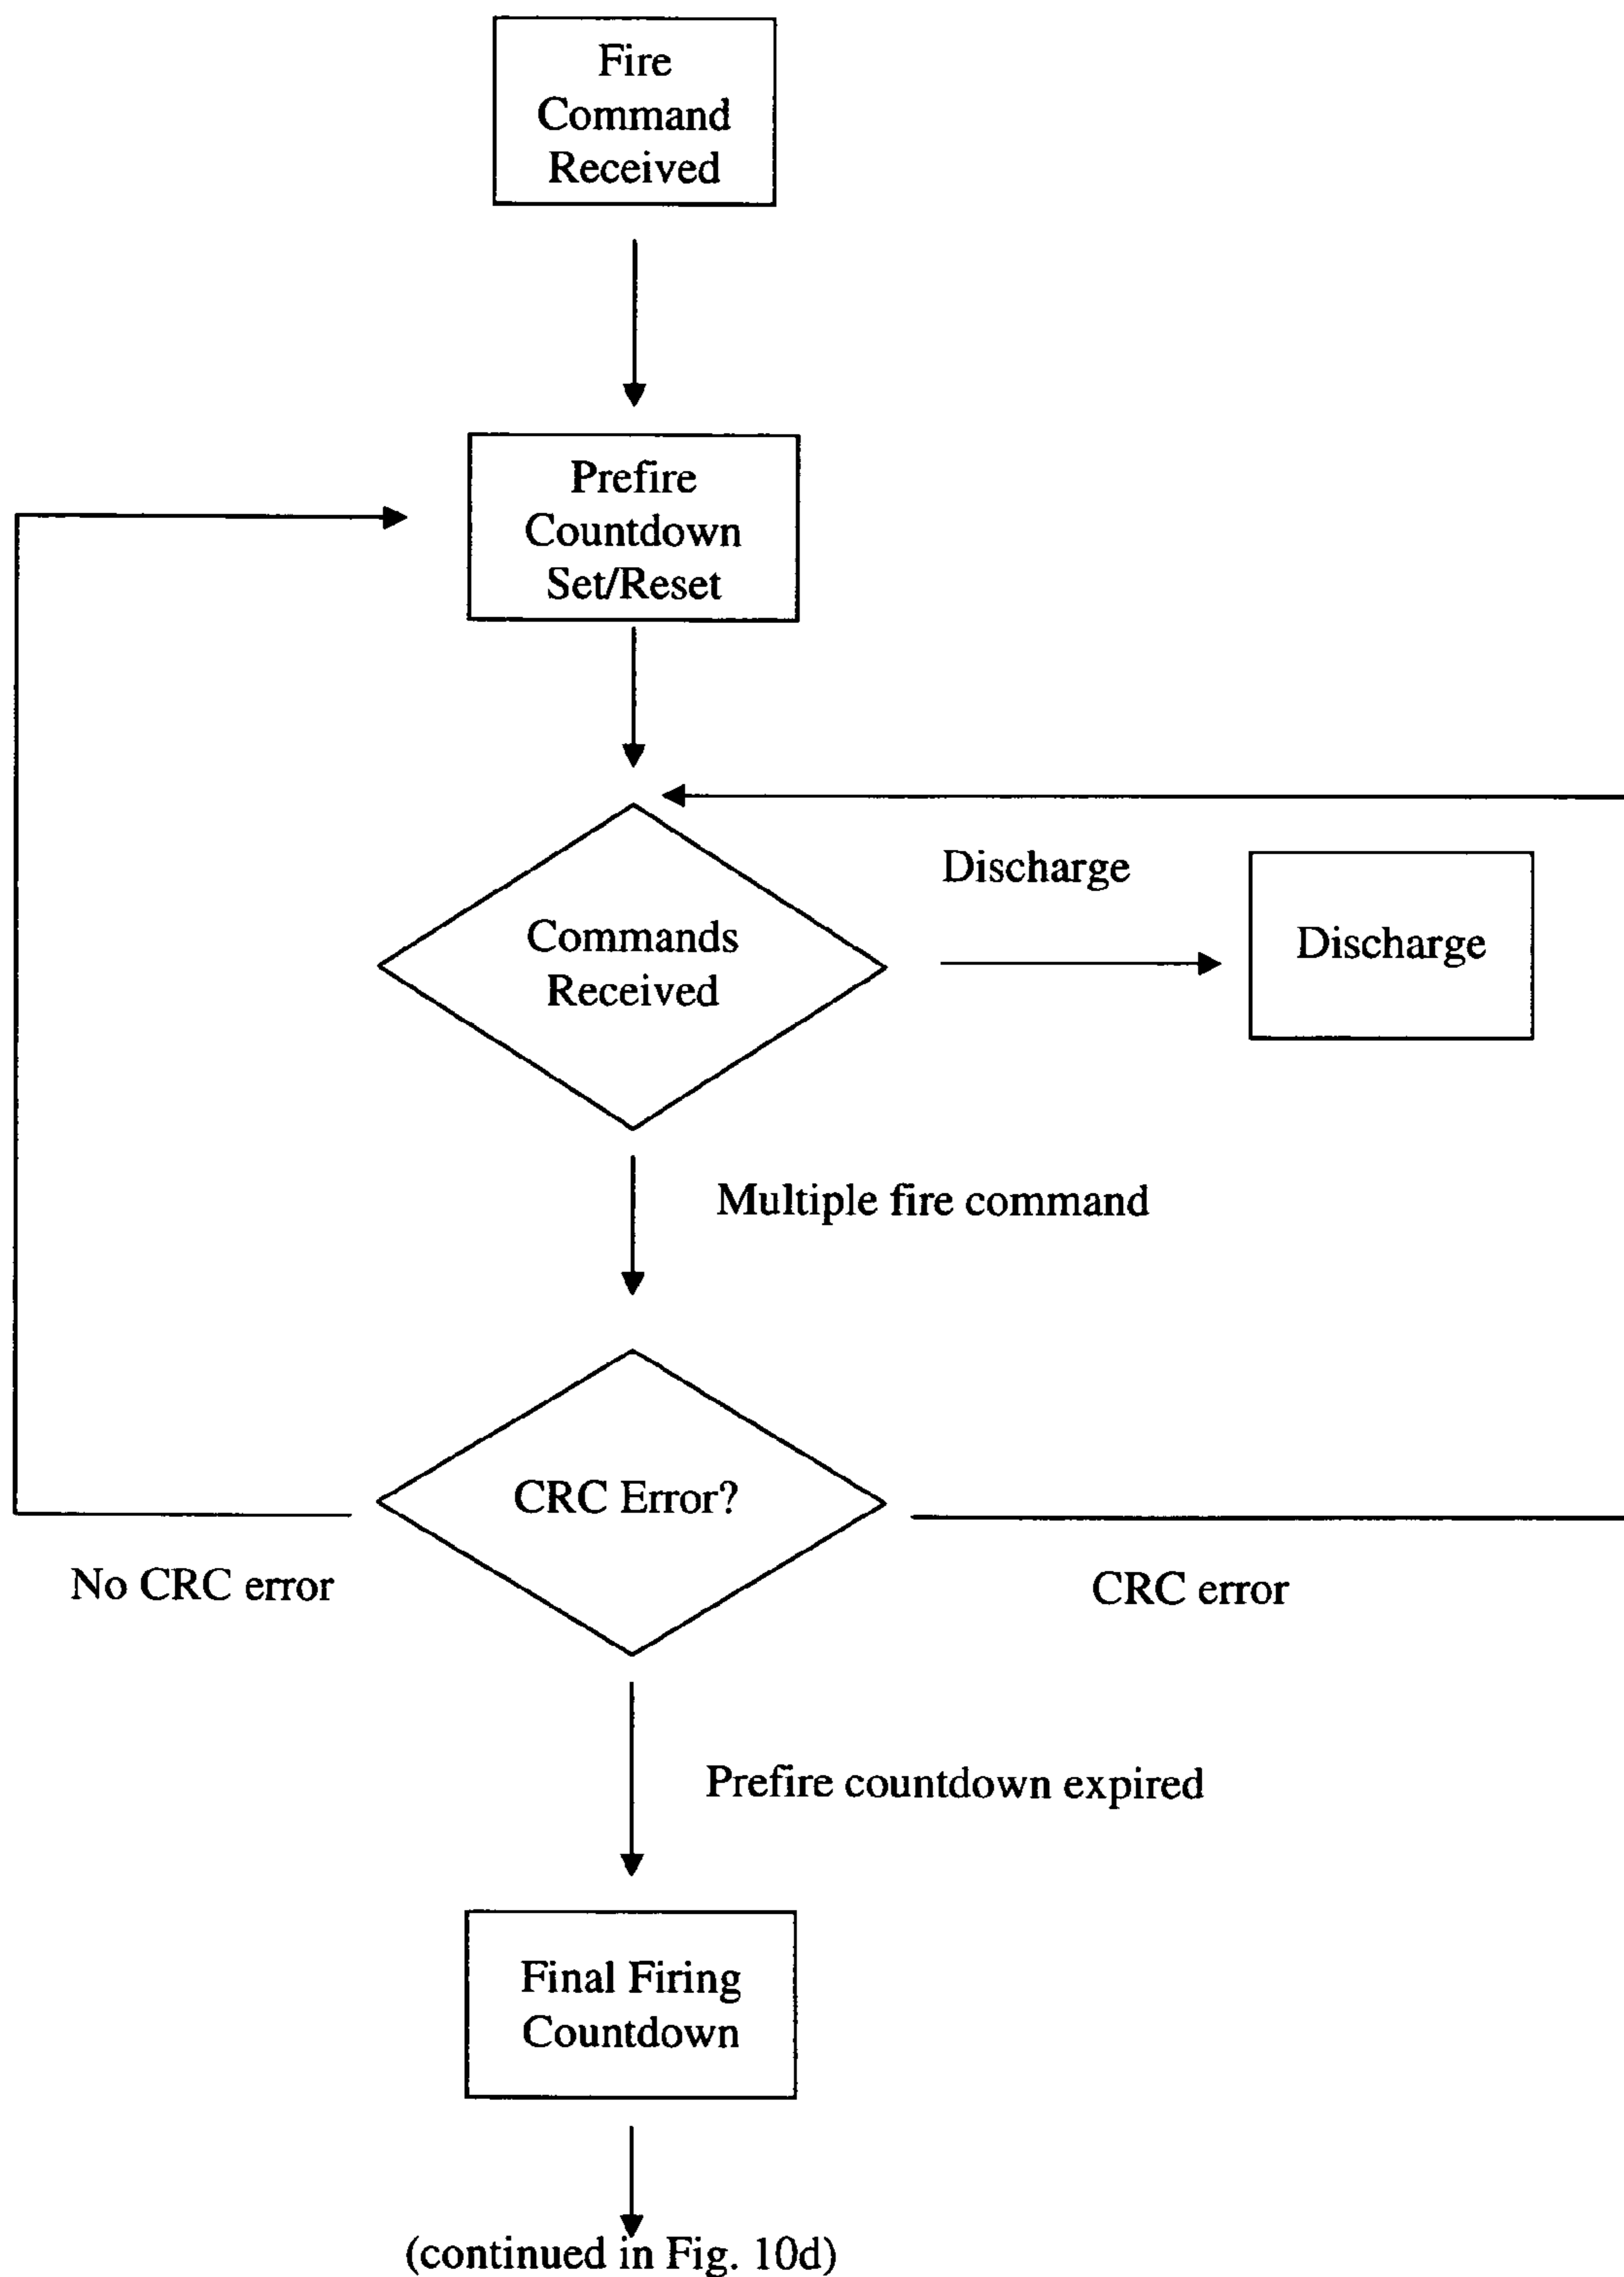 Fire
Command
Received
Prefire
Countdown
Set/Reset
Discharge
Commands
Received
Discharge
Multiple fire command
CRC Error?
No CRC error
CRC error
Prefire countdown expired
Final Firing
Countdown
(continued in Fig. 10d)